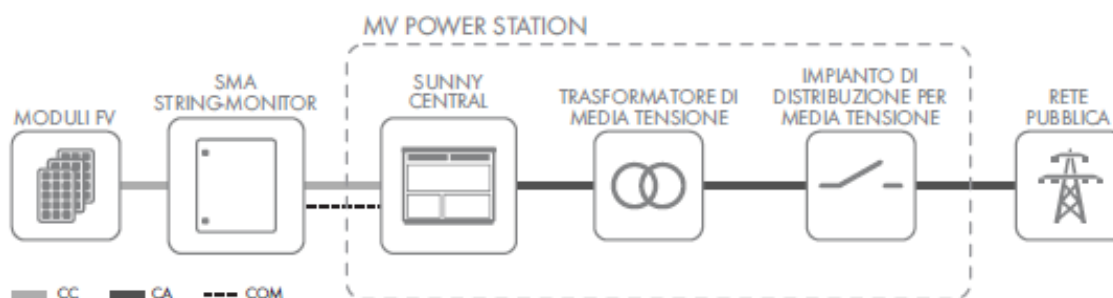 MV POWER STATION
MODULI FV
SMA
STRING-MONITOR
SUNNY
CENTRAL
TRASFORMATORE DI
MEDIA TENSIONE
IMPIANTO DI
DISTRIBUZIONE PER
MEDIA TENSIONE
RETE
PUBBLICA
CC
CA
COM